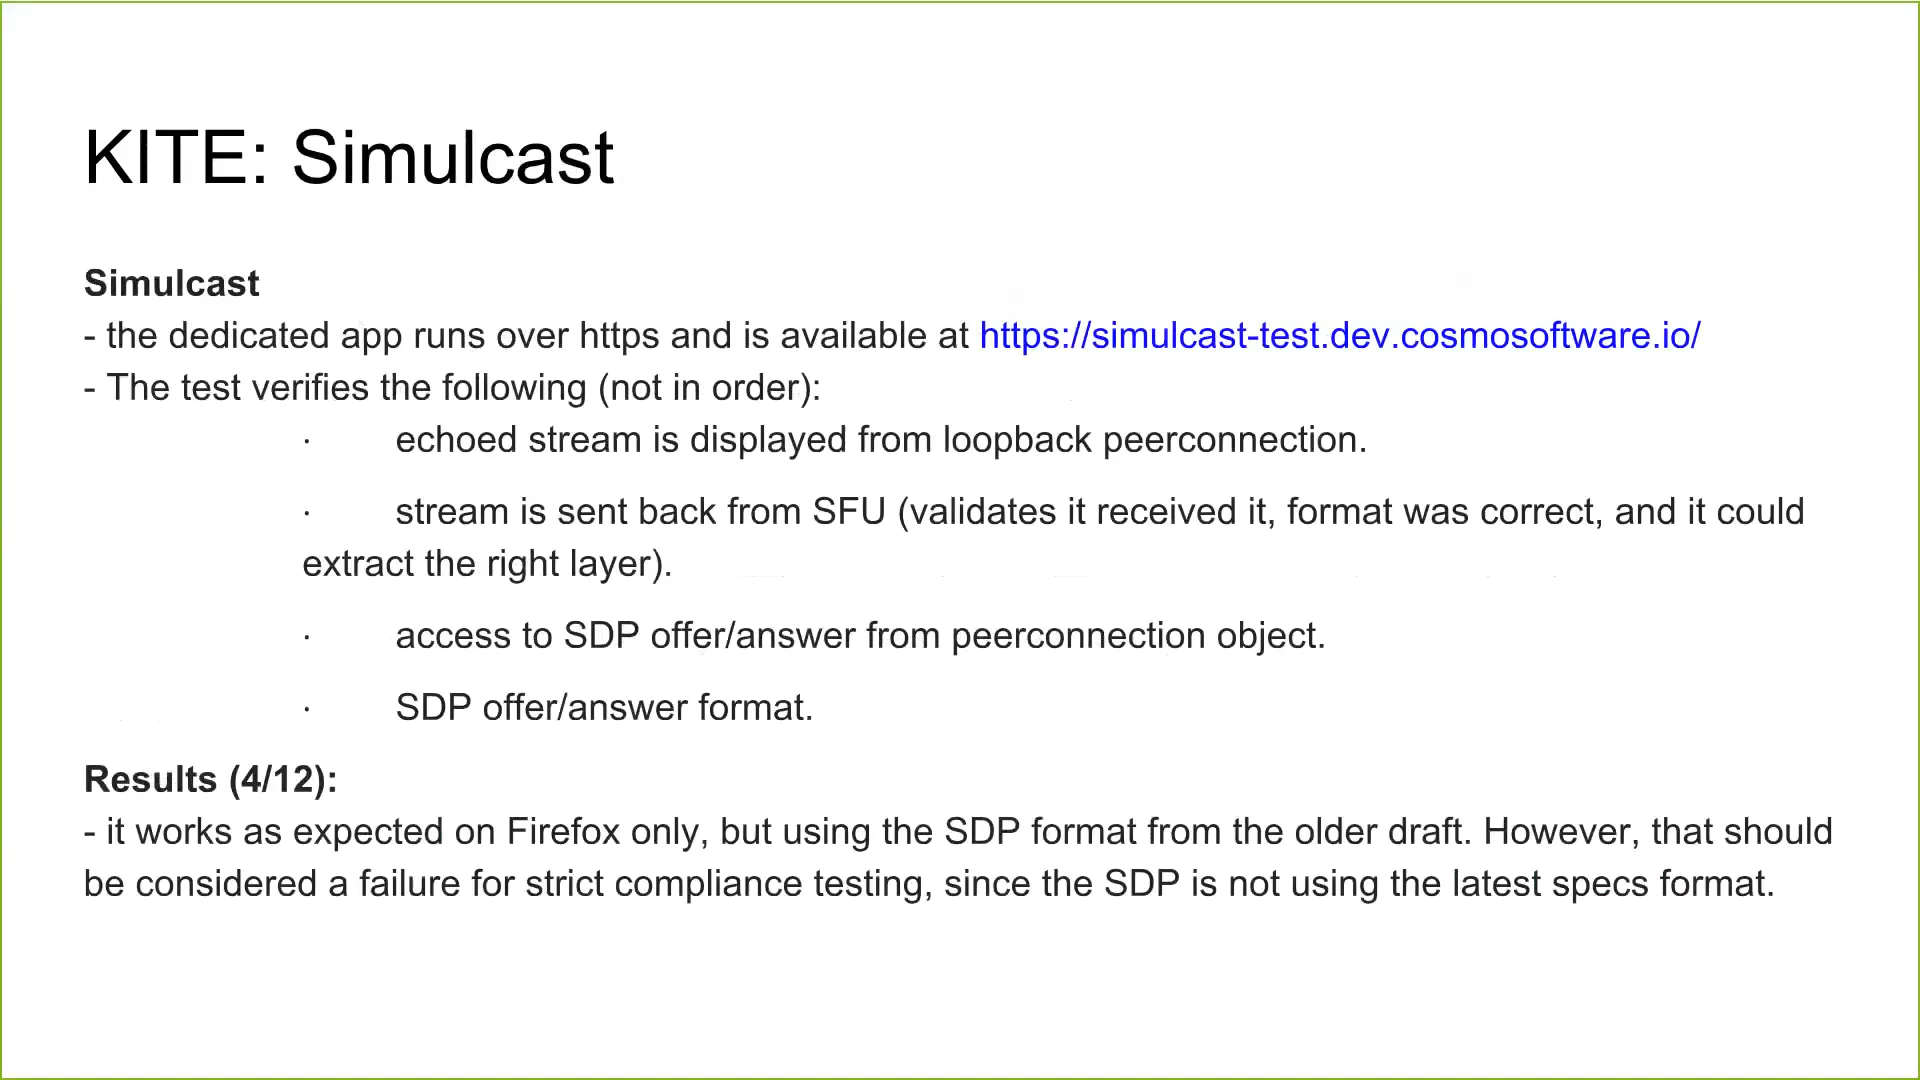 KITE: Simulcast
Simulcast
- the dedicated app runs over https and is available at https://simulcast-test.dev.cosmosoftware.io/
- The test verifies the following (not in order):
· echoed stream is displayed from loopback peerconnection.
· stream is sent back from SFU (validates it received it, format was correct, and it could
extract the right layer).
· access to SDP offer/answer from peerconnection object.
· SDP offer/answer format.
Results (4/12):
- it works as expected on Firefox only, but using the SDP format from the older draft. However, that should
be considered a failure for strict compliance testing, since the SDP is not using the latest specs format.